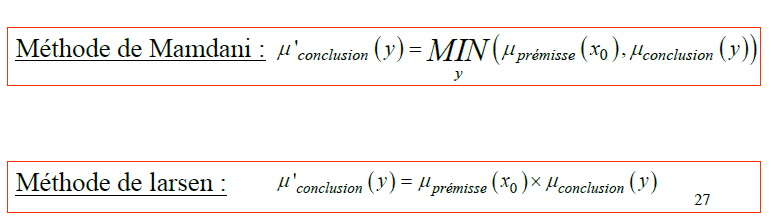 Méthode de Mamdani : μ'conclusion (y) = MIN y (μprémisse (x0), μconclusion (y))
Méthode de larsen : μ'conclusion (y) = μprémisse (x0) × μconclusion (y)
27